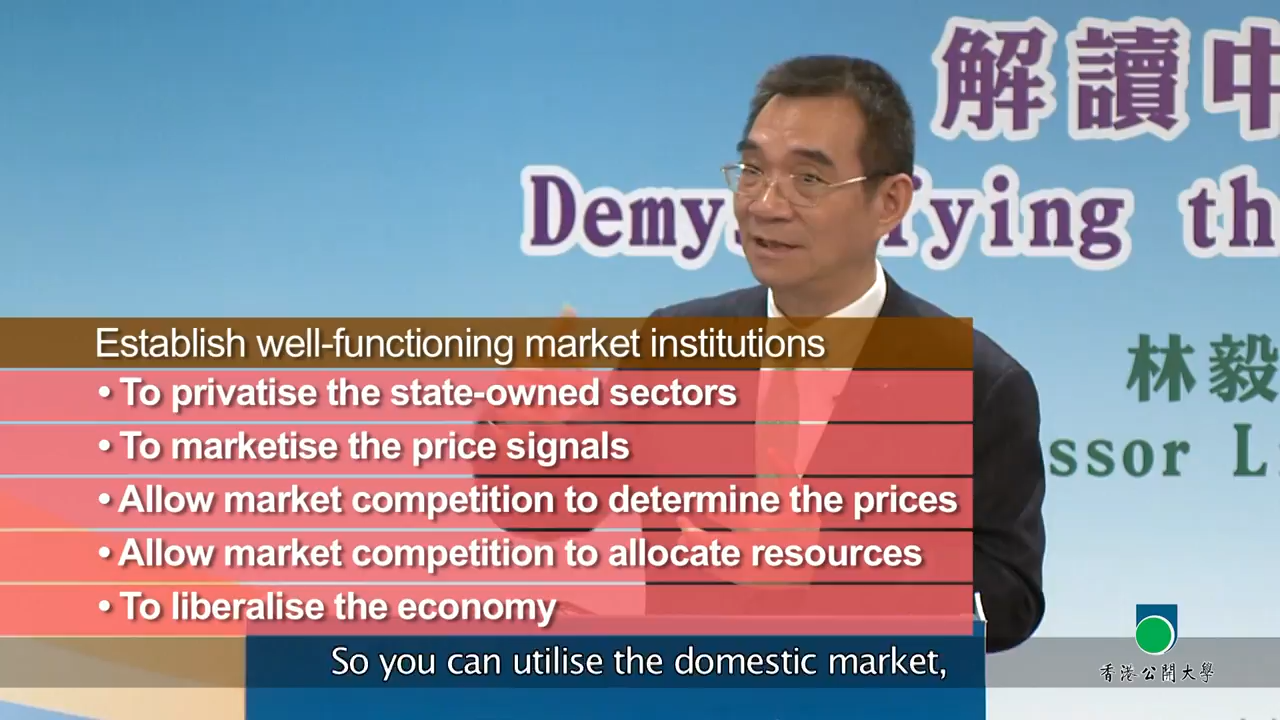 解讀中
Demys fying th
林毅
ssor L
Establish well-functioning market institutions
• To privatise the state-owned sectors
• To marketise the price signals
• Allow market competition to determine the prices
• Allow market competition to allocate resources
• To liberalise the economy
So you can utilise the domestic market,
香港公開大學